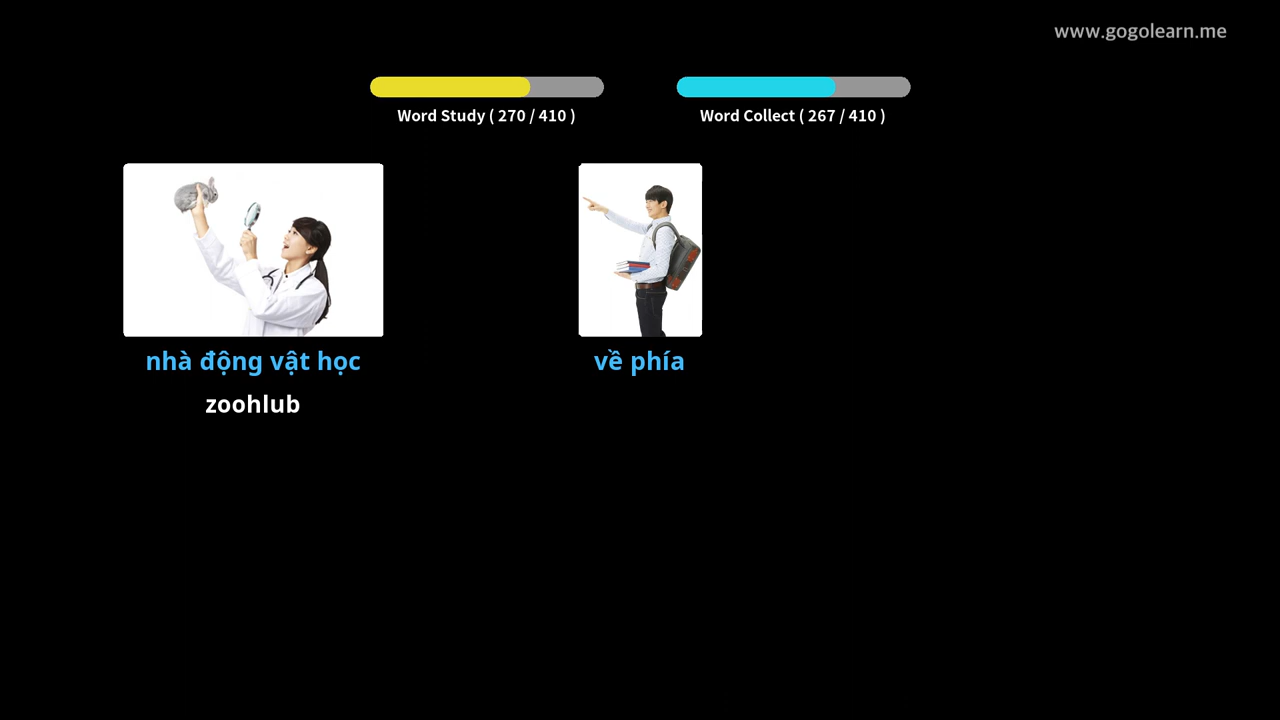 www.gogolearn.me
Word Study ( 270 / 410 )
Word Collect ( 267 / 410 )
nhà động vật học
zoohlub
về phía